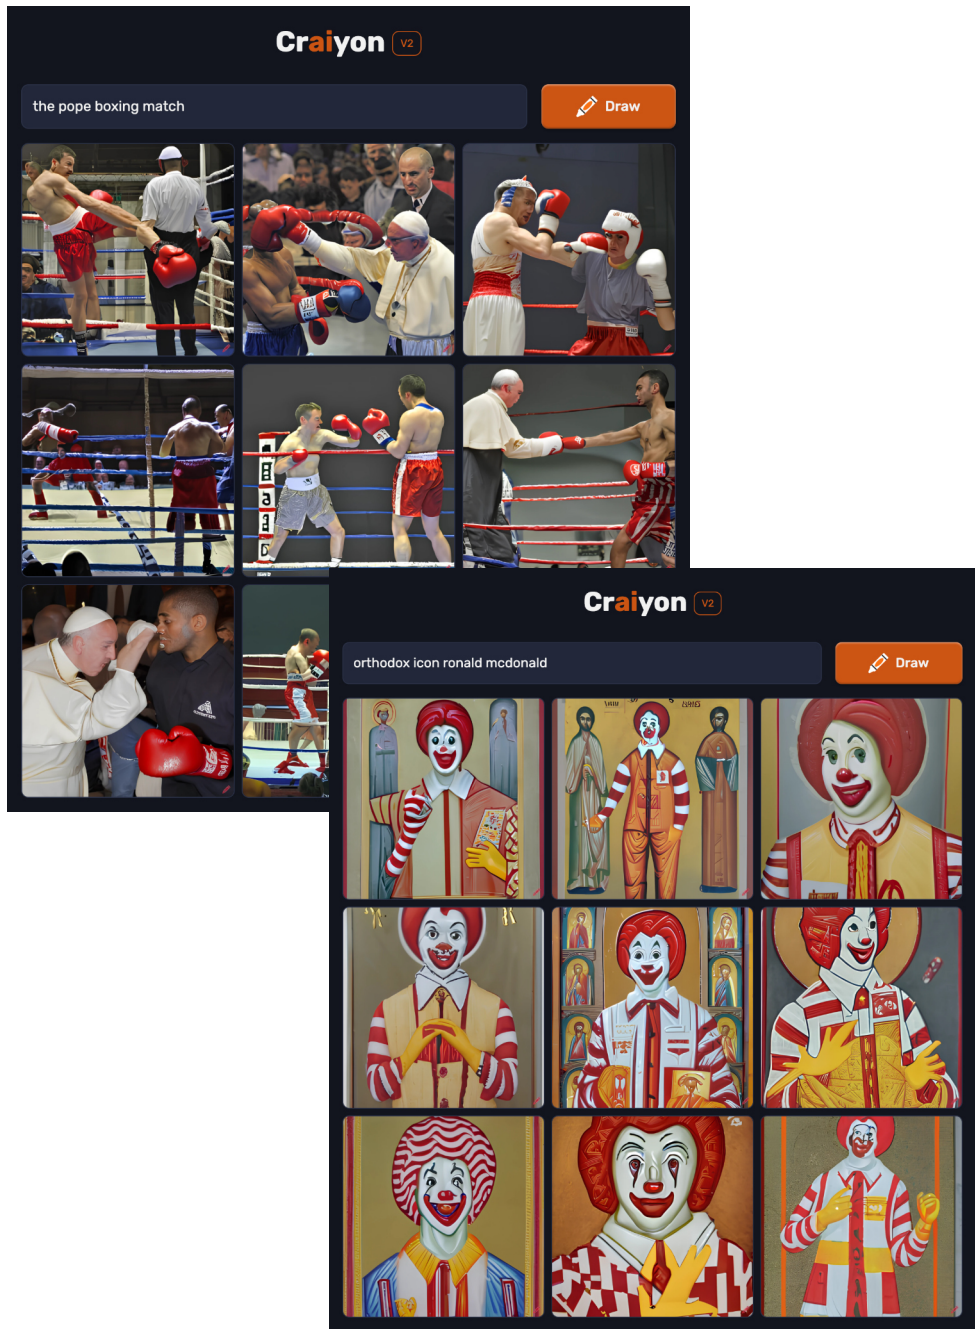 Craiyon V2
the pope boxing match
Draw
Craiyon V2
orthodox icon ronald mcdonald
Draw